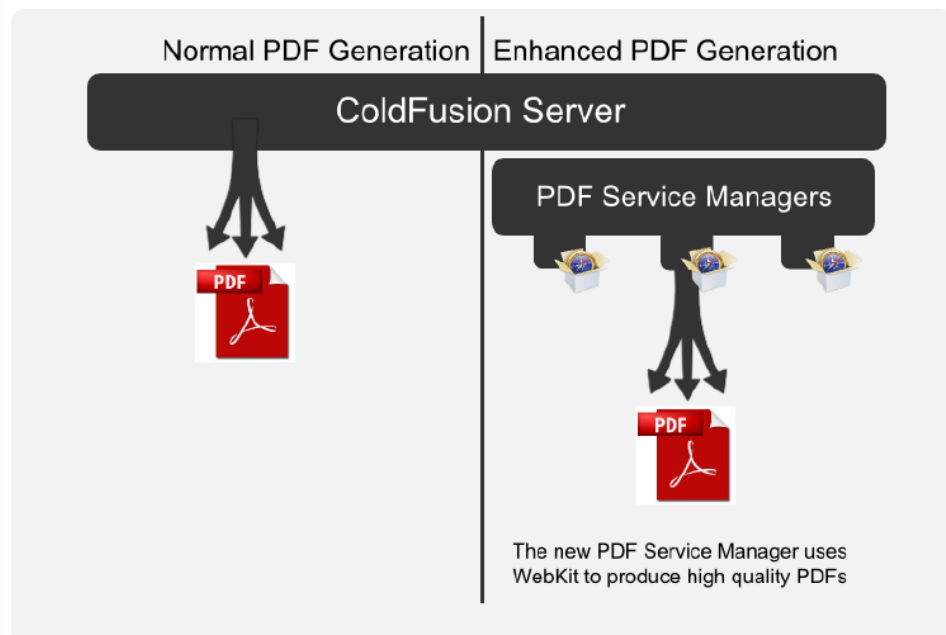 Normal PDF Generation
Enhanced PDF Generation
ColdFusion Server
PDF Service Managers
PDF
PDF
The new PDF Service Manager uses
WebKit to produce high quality PDFs